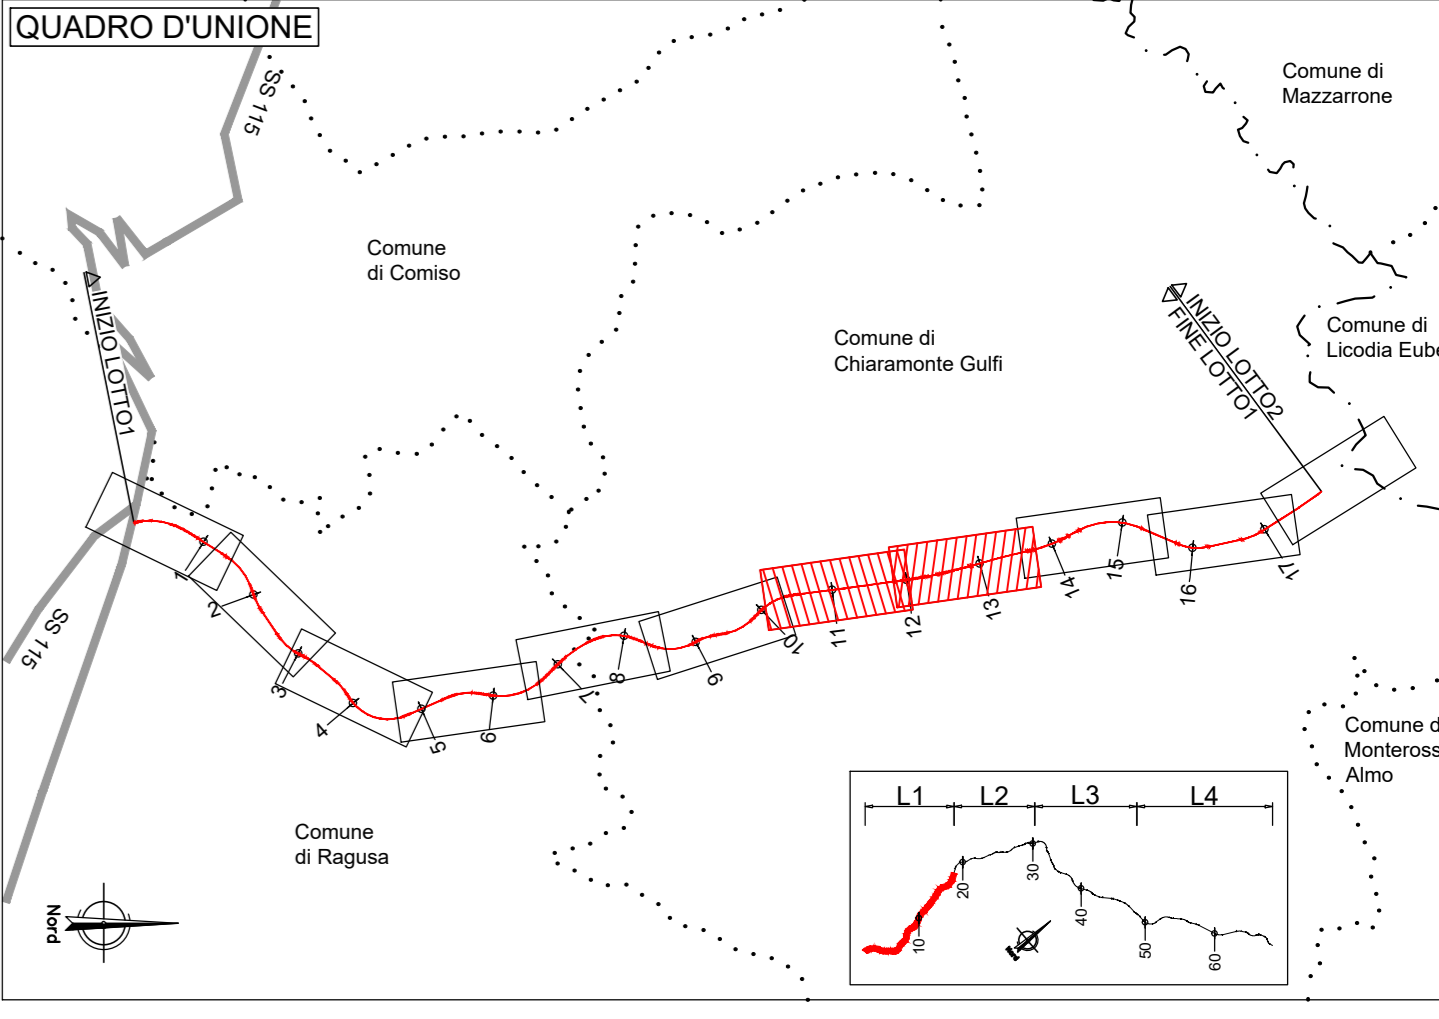 QUADRO D'UNIONE
SS 115
Comune di
Mazzarrone
Comune
di Comiso
INIZIO LOTTO1
Comune di
Chiaramonte Gulfi
INIZIO LOTTO2
FINE LOTTO1
Comune di
Licodia Eube
SS 115
1
2
3
4
5
6
7
8
9
10
11
12
13
14
15
16
17
Comune d
Monteross
Almo
Comune
di Ragusa
Nord
L1 L2 L3 L4
10
20
30
40
50
60